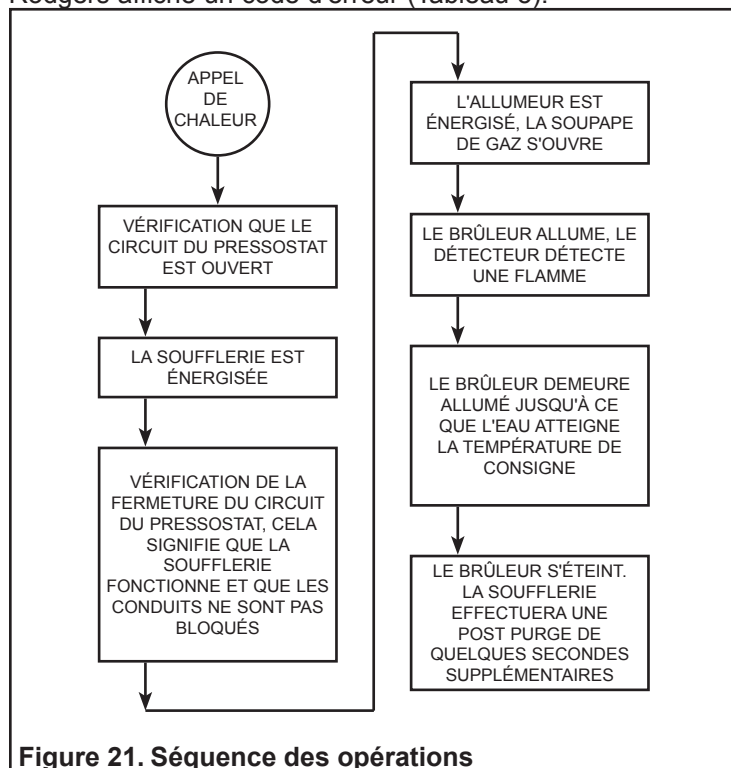 Rodgers affiche un code d'erreur (Tableau 5).
APPEL
DE
CHALEUR
VÉRIFICATION QUE LE
CIRCUIT DU PRESSOSTAT
EST OUVERT
LA SOUFFLERIE EST
ÉNERGISÉE
VÉRIFICATION DE LA
FERMETURE DU CIRCUIT
DU PRESSOSTAT, CELA
SIGNIFIE QUE LA
SOUFFLERIE
FONCTIONNE ET QUE LES
CONDUITS NE SONT PAS
BLOQUÉS
L'ALLUMEUR EST
ÉNERGISÉ, LA SOUPAPE
DE GAZ S'OUVRE
LE BRÛLEUR ALLUME, LE
DÉTECTEUR DÉTECTE
UNE FLAMME
LE BRÛLEUR DEMEURE
ALLUMÉ JUSQU'À CE
QUE L'EAU ATTEIGNE
LA TEMPÉRATURE DE
CONSIGNE
LE BRÛLEUR S'ÉTEINT.
LA SOUFFLERIE
EFFECTUERA UNE
POST PURGE DE
QUELQUES SECONDES
SUPPLÉMENTAIRES
Figure 21. Séquence des opérations